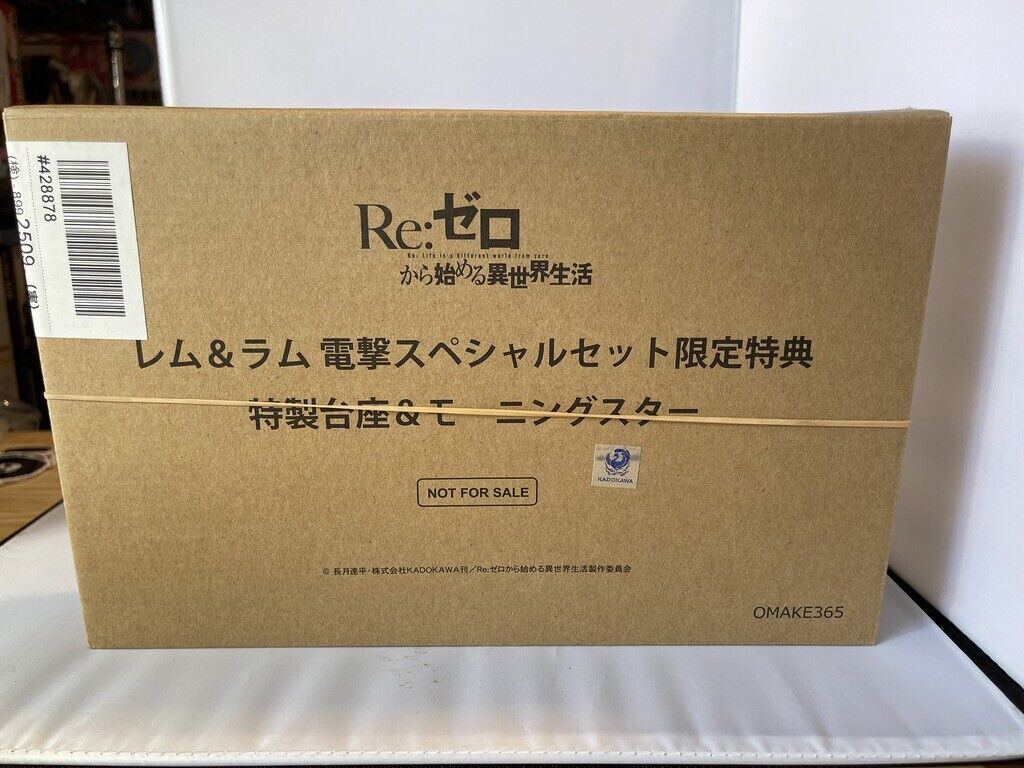 Re:ゼロ
Re: Life in a different world from zero
から始める異世界生活
レム&ラム 電撃スペシャルセット限定特典
特製台座&モーニングスター
KADOKAWA
NOT FOR SALE
© 長月達平・株式会社KADOKAWA刊/Re:ゼロから始める異世界生活製作委員会
OMAKE365
#428878
2509